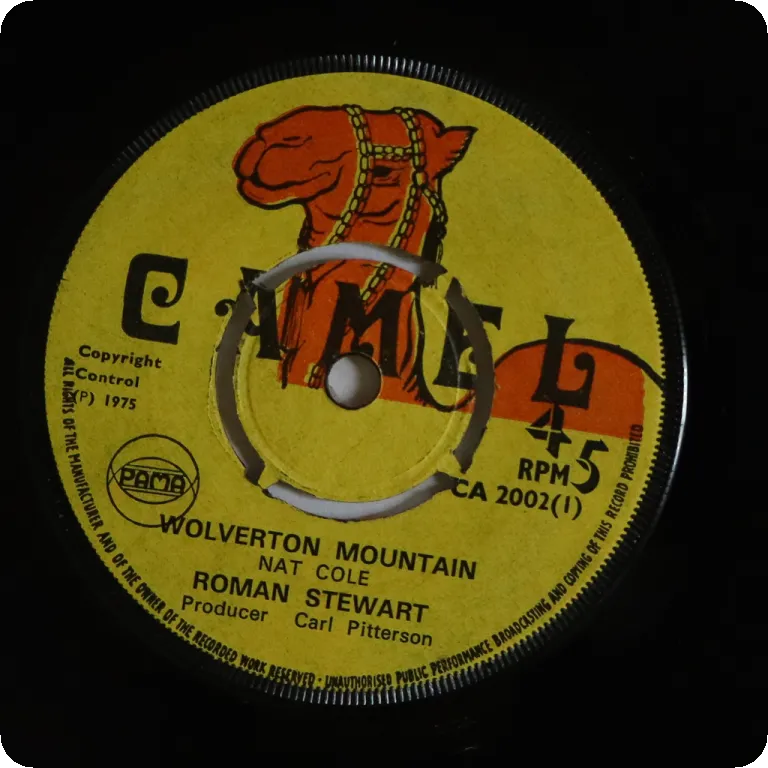 CAMEL
Copyright
Control
(P) 1975
PAMA
45
RPM
CA 2002(1)
WOLVERTON MOUNTAIN
NAT COLE
ROMAN STEWART
Producer Carl Pitterson
ALL RIGHTS OF THE MANUFACTURER AND OF THE OWNER OF THE RECORDED WORK RESERVED · UNAUTHORISED PUBLIC PERFORMANCE BROADCASTING AND COPYING OF THIS RECORD PROHIBITED